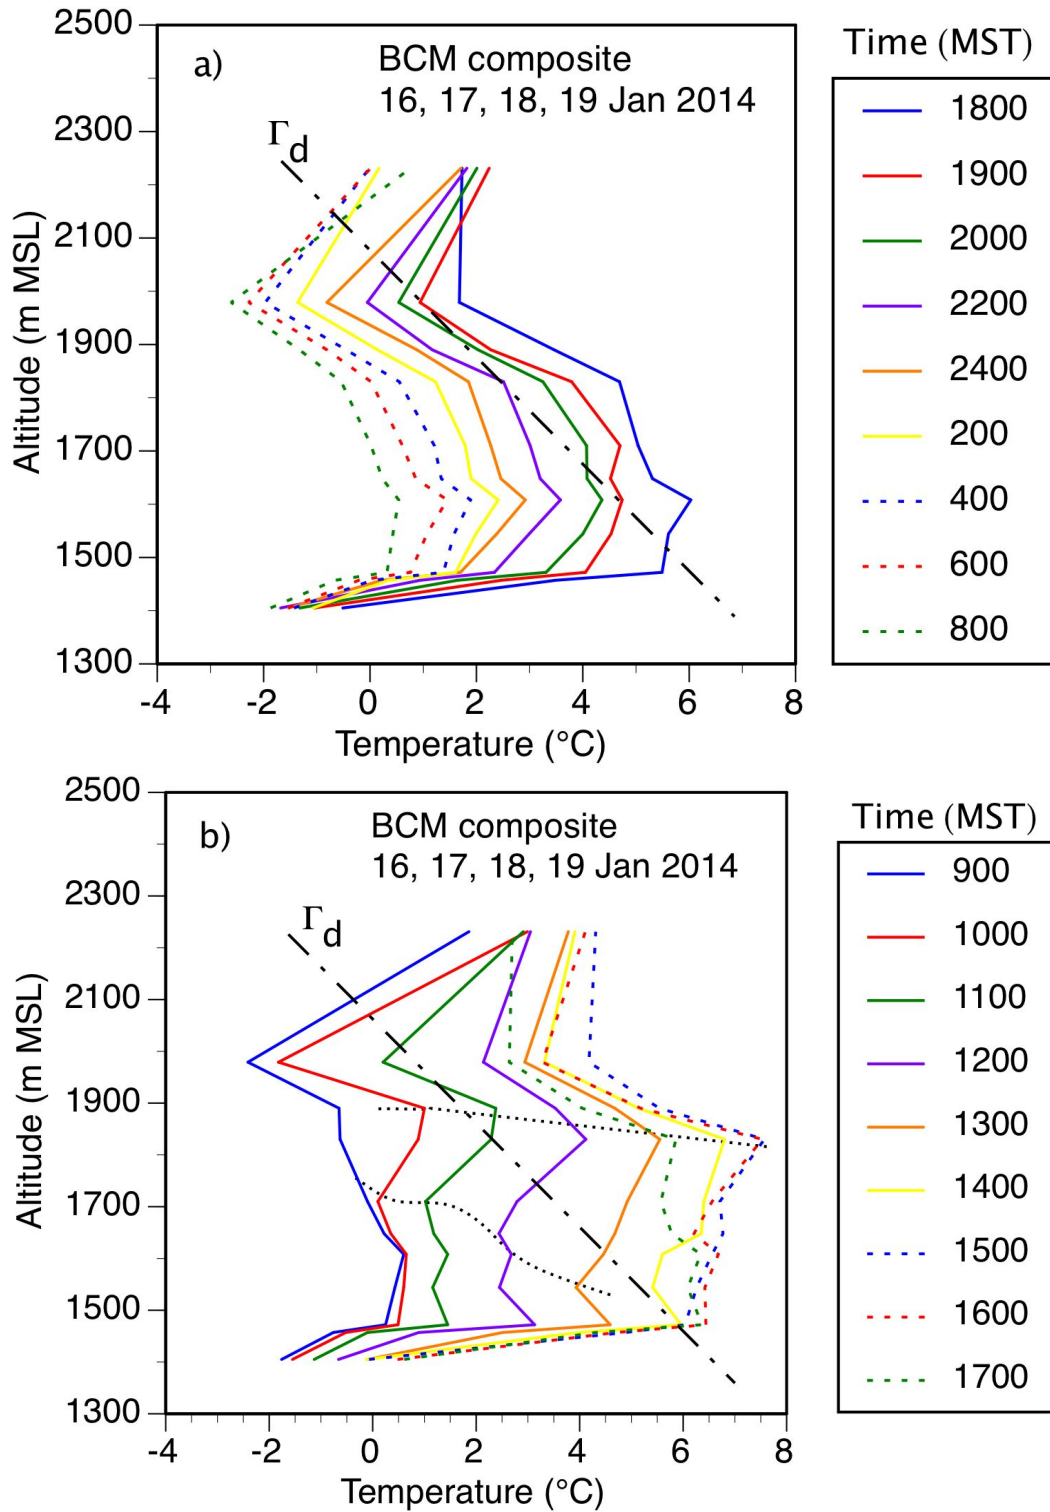 2500
2300
2100
1900
1700
1500
1300
Altitude (m MSL)
a)
BCM composite
16, 17, 18, 19 Jan 2014
Γd
-4 -2 0 2 4 6 8
Temperature (°C)
Time (MST)
1800
1900
2000
2200
2400
200
400
600
800
2500
2300
2100
1900
1700
1500
1300
Altitude (m MSL)
b)
BCM composite
16, 17, 18, 19 Jan 2014
Γd
-4 -2 0 2 4 6 8
Temperature (°C)
Time (MST)
900
1000
1100
1200
1300
1400
1500
1600
1700